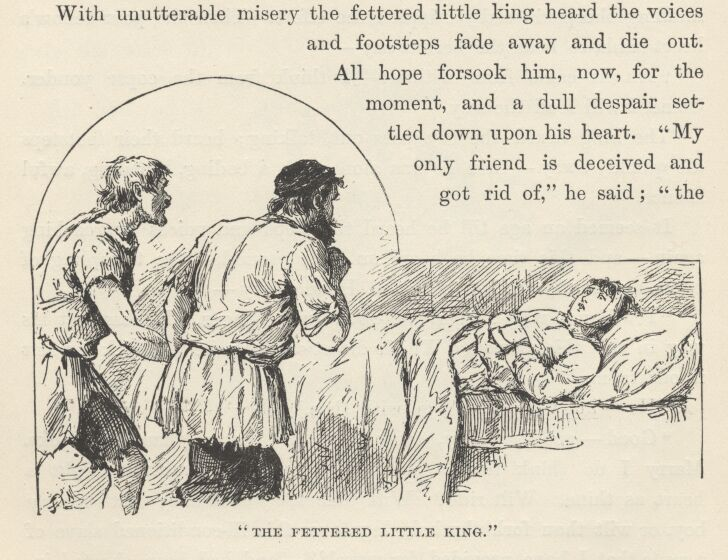 With unutterable misery the fettered little king heard the voices
and footsteps fade away and die out.
All hope forsook him, now, for the
moment, and a dull despair set-
tled down upon his heart. "My
only friend is deceived and
got rid of," he said; "the
"THE FETTERED LITTLE KING."